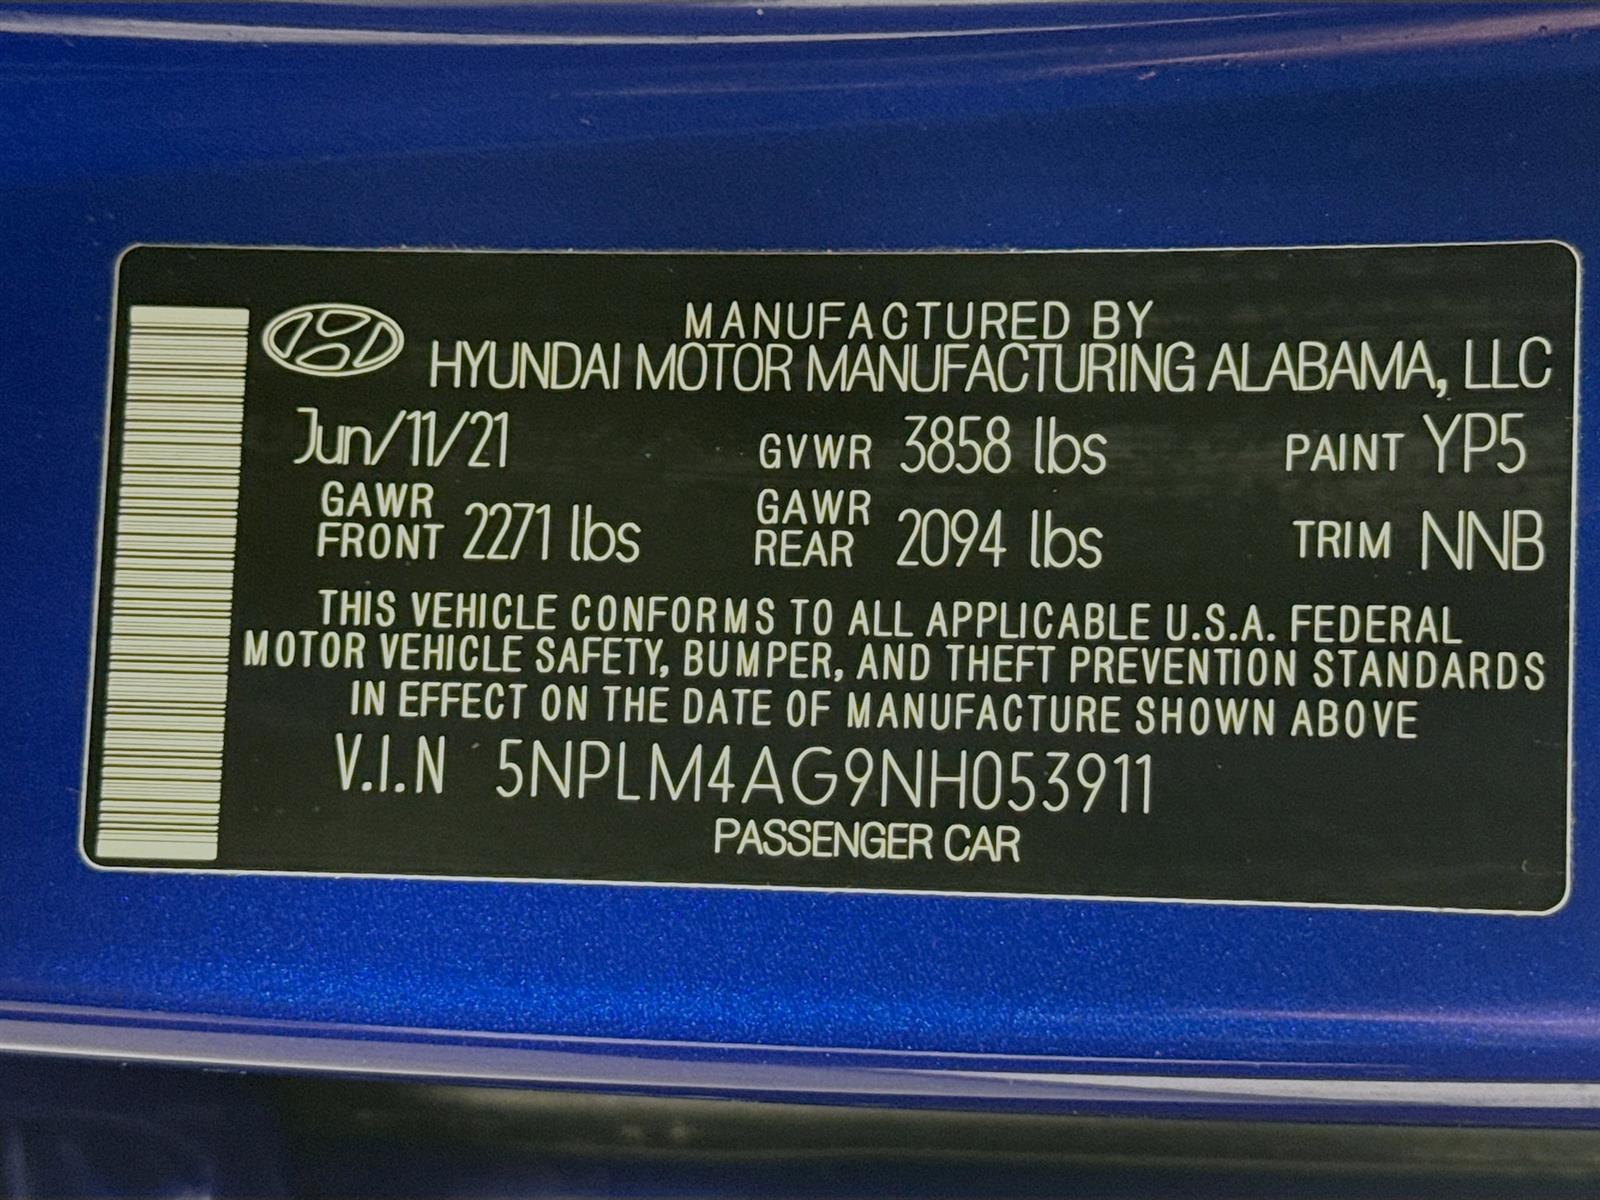 MANUFACTURED BY
HYUNDAI MOTOR MANUFACTURING ALABAMA, LLC
Jun/11/21 GVWR 3858 lbs PAINT YP5
GAWR FRONT 2271 lbs GAWR REAR 2094 lbs TRIM NNB
THIS VEHICLE CONFORMS TO ALL APPLICABLE U.S.A. FEDERAL
MOTOR VEHICLE SAFETY, BUMPER, AND THEFT PREVENTION STANDARDS
IN EFFECT ON THE DATE OF MANUFACTURE SHOWN ABOVE
V.I.N 5NPLM4AG9NH053911
PASSENGER CAR